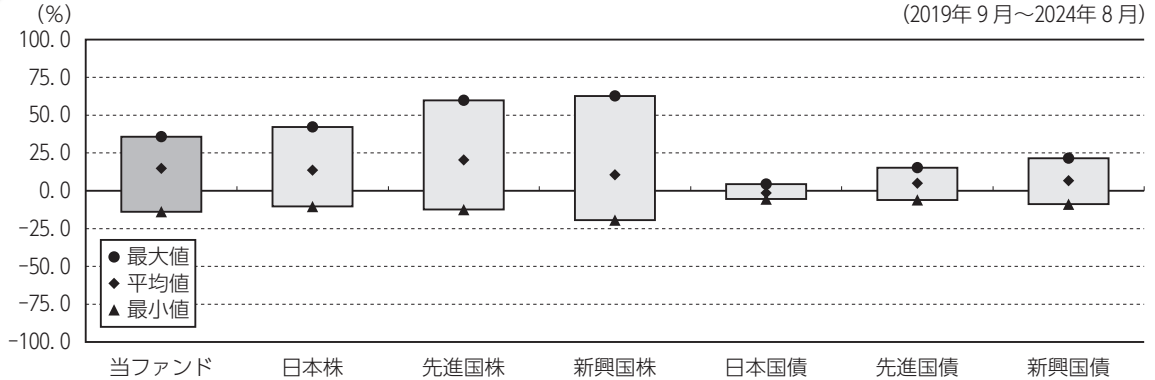 (%)
(2019年9月～2024年8月)
100.0
75.0
50.0
25.0
0.0
-25.0
-50.0
-75.0
-100.0
最大値
平均値
最小値
当ファンド 日本株 先進国株 新興国株 日本国債 先進国債 新興国債